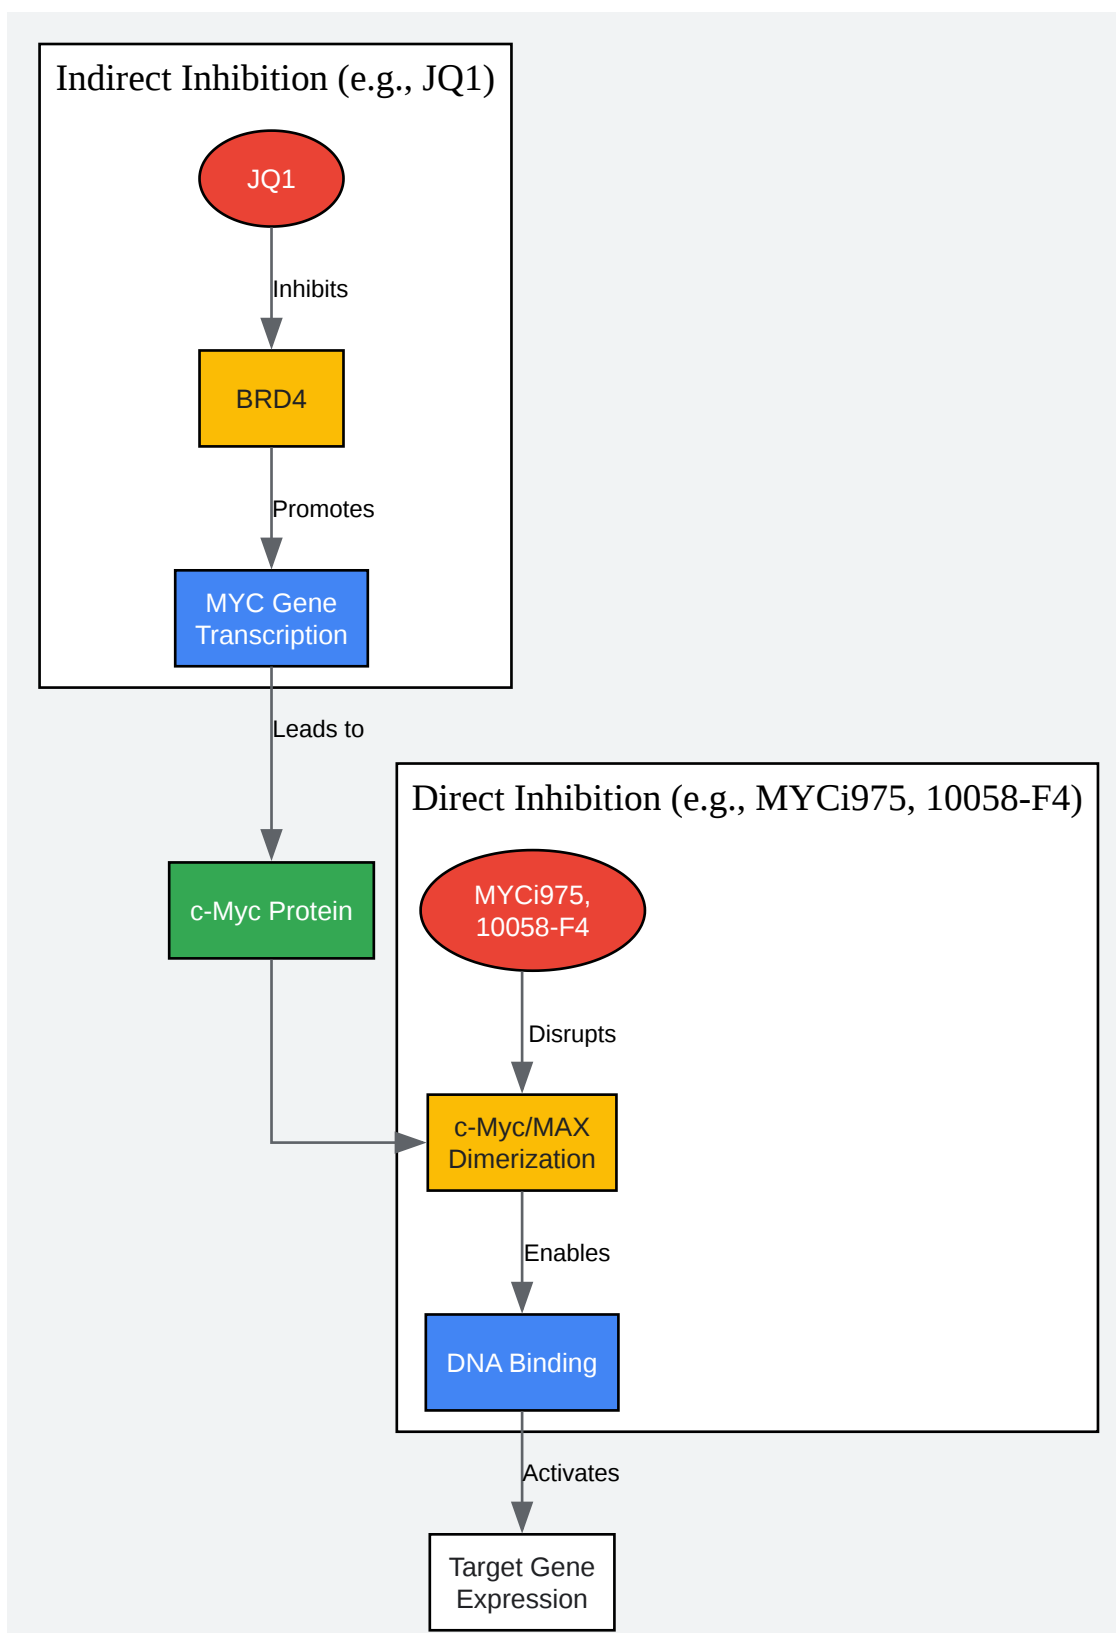 Indirect Inhibition (e.g., JQ1)
JQ1
Inhibits
BRD4
Promotes
MYC Gene
Transcription
Leads to
c-Myc Protein
Direct Inhibition (e.g., MYCi975, 10058-F4)
MYCi975,
10058-F4
Disrupts
c-Myc/MAX
Dimerization
Enables
DNA Binding
Activates
Target Gene
Expression